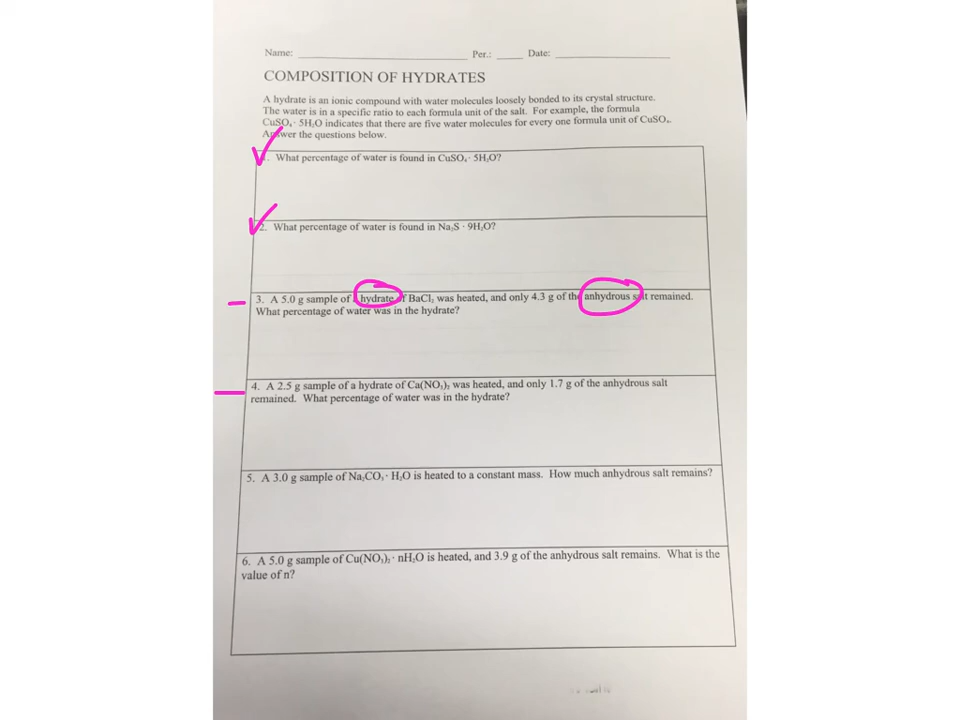 Name: ____________ Per.: ____ Date: ____________
COMPOSITION OF HYDRATES
A hydrate is an ionic compound with water molecules loosely bonded to its crystal structure.
The water is in a specific ratio to each formula unit of the salt. For example, the formula
CuSO₄ · 5H₂O indicates that there are five water molecules for every one formula unit of CuSO₄.
Answer the questions below.
1. What percentage of water is found in CuSO₄ · 5H₂O?
2. What percentage of water is found in Na₂S · 9H₂O?
3. A 5.0 g sample of a hydrate of BaCl₂ was heated, and only 4.3 g of the anhydrous salt remained.
What percentage of water was in the hydrate?
4. A 2.5 g sample of a hydrate of Ca(NO₃)₂ was heated, and only 1.7 g of the anhydrous salt
remained. What percentage of water was in the hydrate?
5. A 3.0 g sample of Na₂CO₃ · H₂O is heated to a constant mass. How much anhydrous salt remains?
6. A 5.0 g sample of Cu(NO₃)₂ · nH₂O is heated, and 3.9 g of the anhydrous salt remains. What is the
value of n?